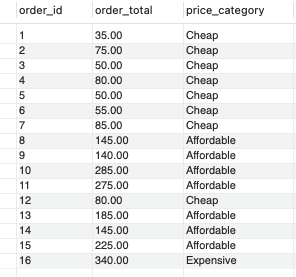 order_id order_total price_category
1 35.00 Cheap
2 75.00 Cheap
3 50.00 Cheap
4 80.00 Cheap
5 50.00 Cheap
6 55.00 Cheap
7 85.00 Cheap
8 145.00 Affordable
9 140.00 Affordable
10 285.00 Affordable
11 275.00 Affordable
12 80.00 Cheap
13 185.00 Affordable
14 145.00 Affordable
15 225.00 Affordable
16 340.00 Expensive